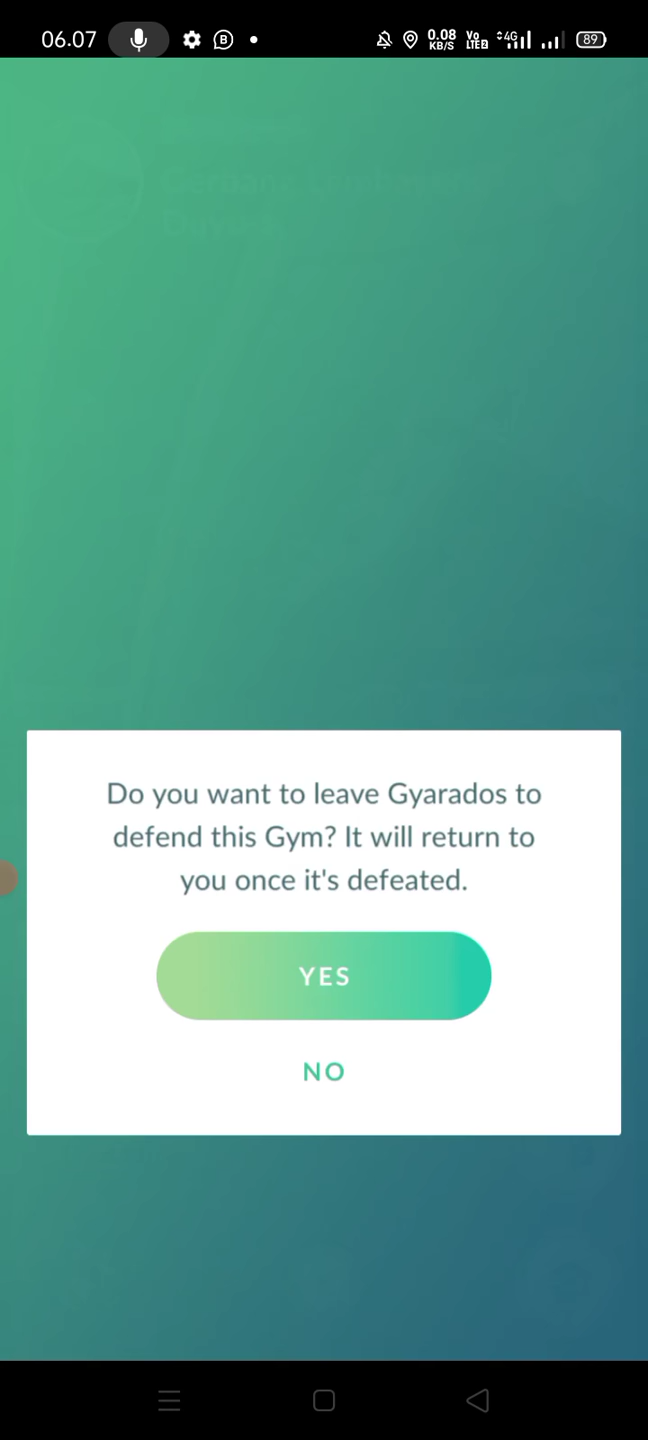 06.07
B
0.08
KB/S
Vo
LTE2
4G
89
Do you want to leave Gyarados to
defend this Gym? It will return to
you once it's defeated.
YES
NO